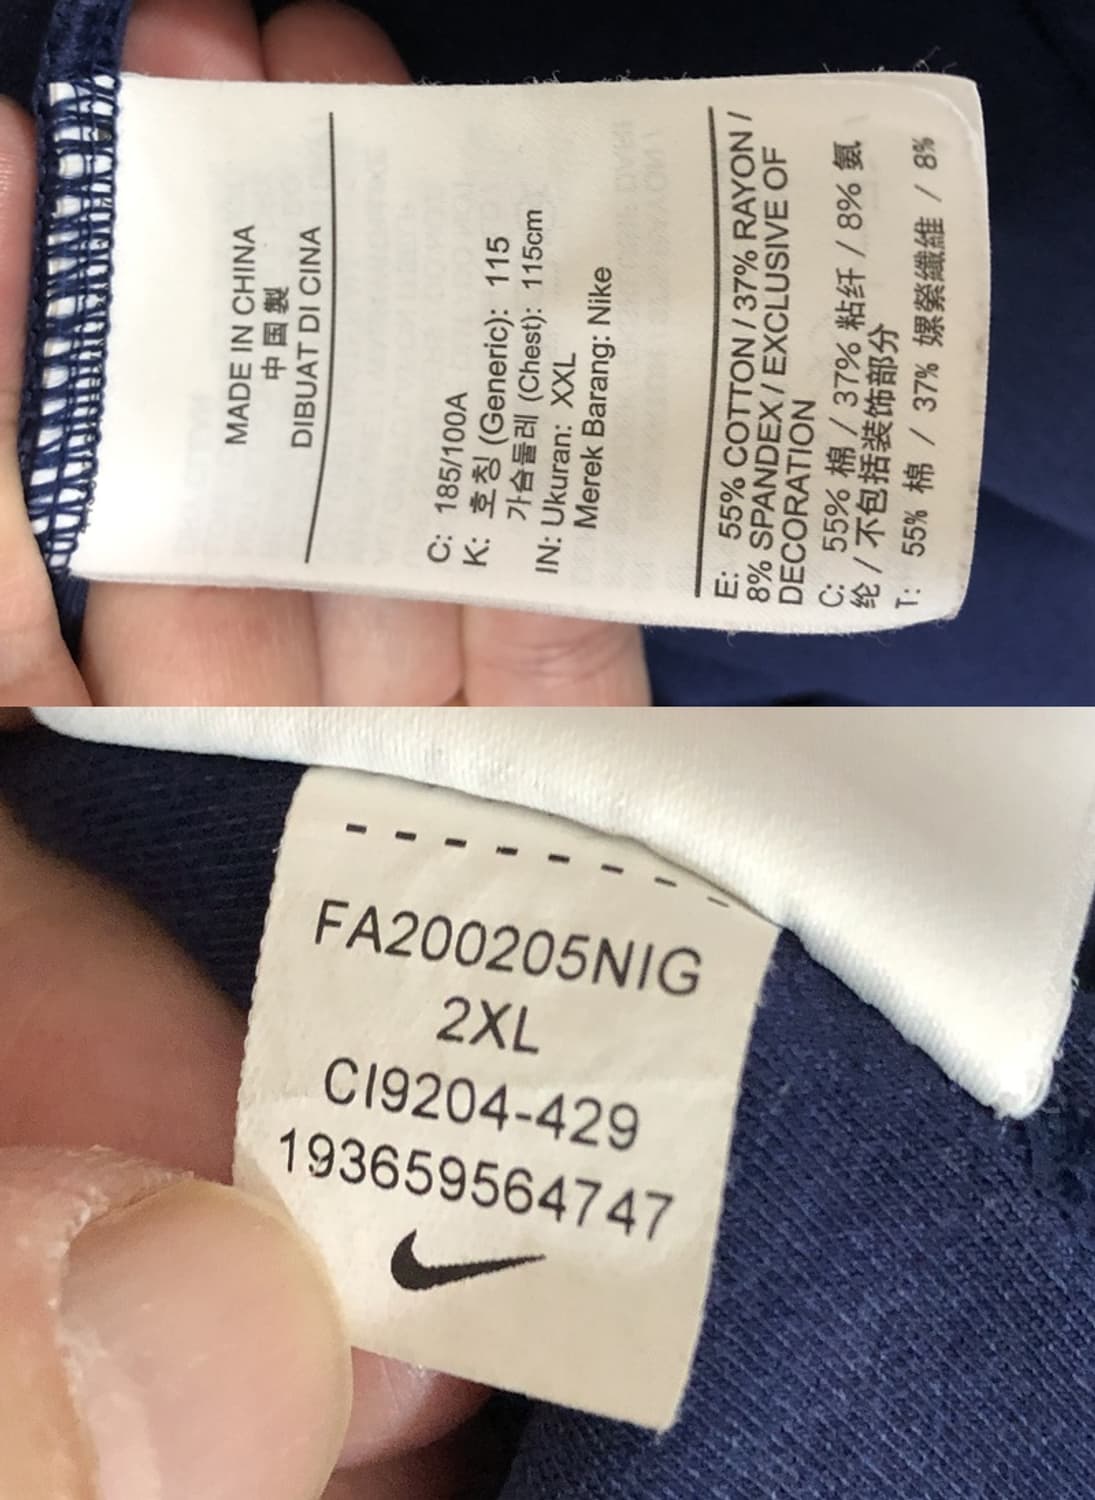 MADE IN CHINA
中国製
DIBUAT DI CINA
C: 185/100A
K: 호칭 (Generic): 115
가슴둘레 (Chest): 115cm
IN: Ukuran: XXL
Merek Barang: Nike
E: 55% COTTON / 37% RAYON /
8% SPANDEX / EXCLUSIVE OF
DECORATION
C: 55% 棉 / 37% 粘纤 / 8% 氨
纶 / 不包括装饰部分
T: 55% 棉 / 37% 嫘縈纖維 / 8%
FA200205NIG
2XL
CI9204-429
193659564747